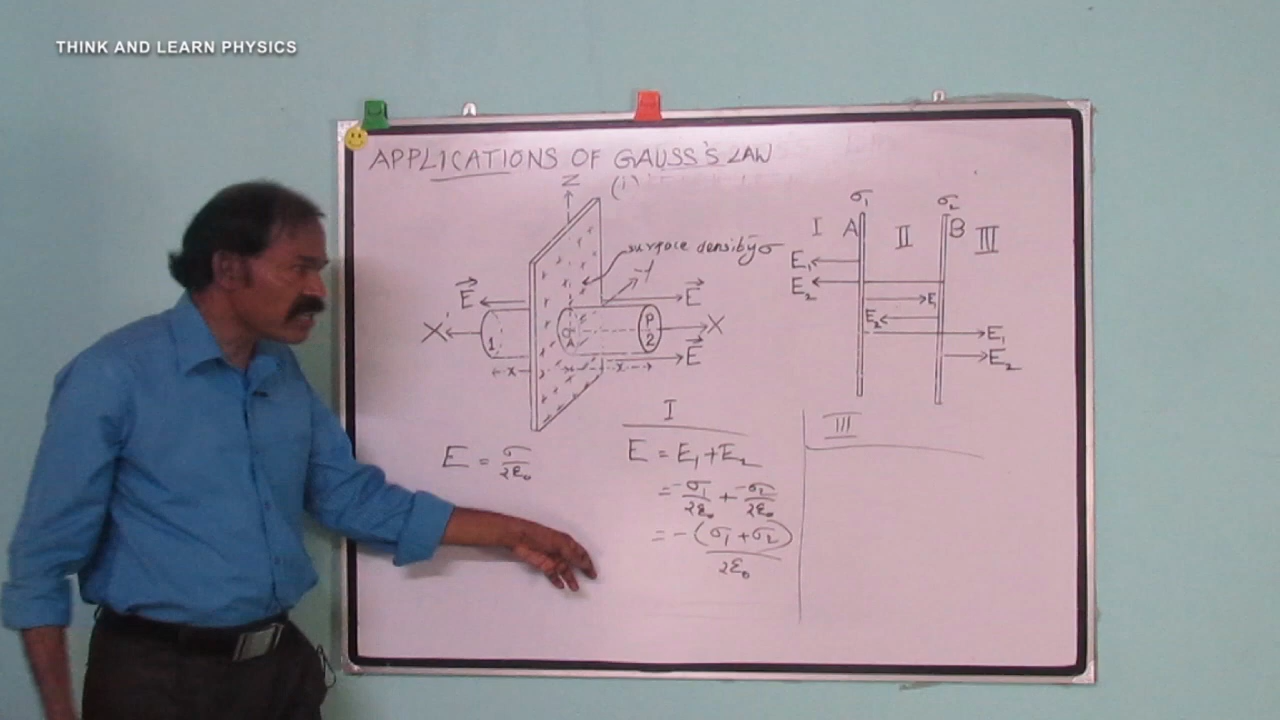 THINK AND LEARN PHYSICS
APPLICATIONS OF GAUSS'S LAW
(i)
Z
surface density σ
E
E
X'
X
1
P
2
E
x
x
E = σ/2ε₀
I
E = E₁ + E₂
= -σ₁/2ε₀ + -σ₂/2ε₀
= -(σ₁ + σ₂)/2ε₀
σ₁ σ₂
I A II B III
E₁
E₂
E₁
E₂
E₁
E₂
III